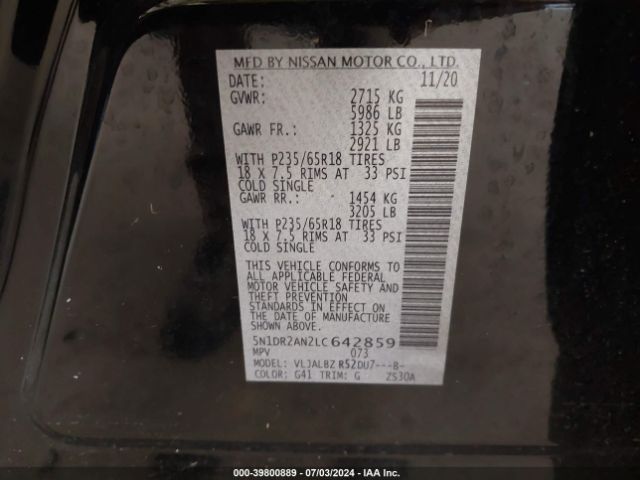 MFD BY NISSAN MOTOR CO., LTD.
DATE: 11/20
GVWR: 2715 KG
5986 LB
GAWR FR.: 1325 KG
2921 LB
WITH P235/65R18 TIRES
18 X 7.5 RIMS AT 33 PSI
COLD SINGLE
GAWR RR.: 1454 KG
3205 LB
WITH P235/65R18 TIRES
18 X 7.5 RIMS AT 33 PSI
COLD SINGLE
THIS VEHICLE CONFORMS TO
ALL APPLICABLE FEDERAL
MOTOR VEHICLE SAFETY AND
THEFT PREVENTION
STANDARDS IN EFFECT ON THE
DATE OF MANUFACTURE
SHOWN ABOVE.
5N1DR2AN2LC642859
MPV 073
MODEL: VLJALBZ R52DU7---B-
COLOR: G41 TRIM: G ZS30A
000-39800889 - 07/03/2024 - IAA Inc.